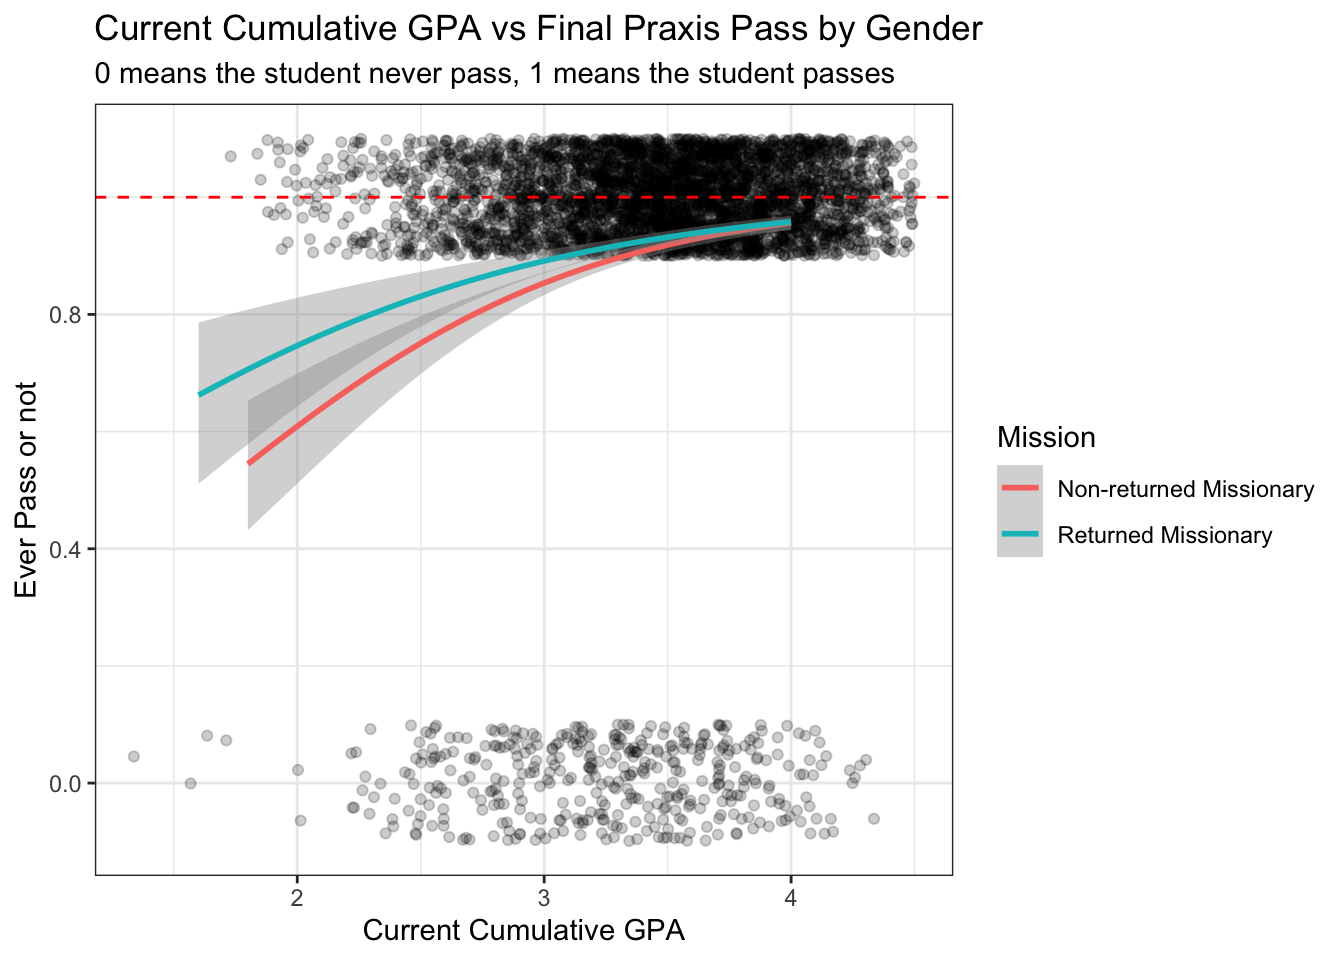 Current Cumulative GPA vs Final Praxis Pass by Gender
0 means the student never pass, 1 means the student passes
Ever Pass or not
0.8
0.4
0.0
2 3 4
Current Cumulative GPA
Mission
Non-returned Missionary
Returned Missionary